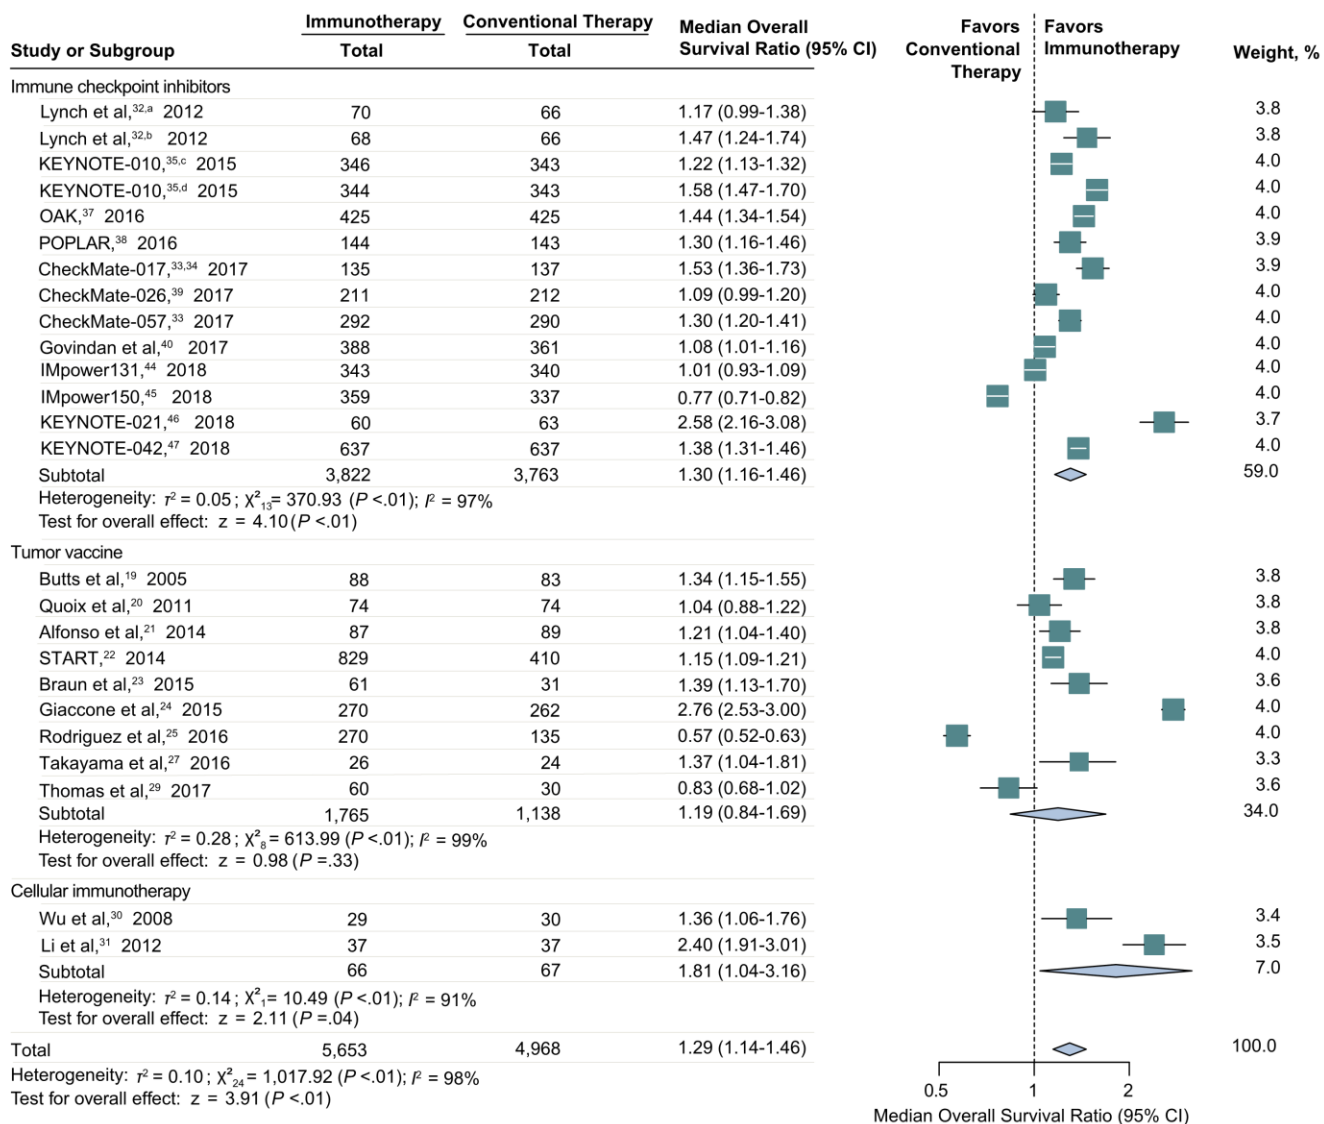 Immunotherapy Conventional Therapy Median Overall Survival Ratio (95% CI) Favors Conventional Therapy Favors Immunotherapy
Study or Subgroup Total Total Weight, %
Immune checkpoint inhibitors
Lynch et al,32,a 2012 70 66 1.17 (0.99-1.38) 3.8
Lynch et al,32,b 2012 68 66 1.47 (1.24-1.74) 3.8
KEYNOTE-010,35,c 2015 346 343 1.22 (1.13-1.32) 4.0
KEYNOTE-010,35,d 2015 344 343 1.58 (1.47-1.70) 4.0
OAK,37 2016 425 425 1.44 (1.34-1.54) 4.0
POPLAR,38 2016 144 143 1.30 (1.16-1.46) 3.9
CheckMate-017,33,34 2017 135 137 1.53 (1.36-1.73) 3.9
CheckMate-026,39 2017 211 212 1.09 (0.99-1.20) 4.0
CheckMate-057,33 2017 292 290 1.30 (1.20-1.41) 4.0
Govindan et al,40 2017 388 361 1.08 (1.01-1.16) 4.0
IMpower131,44 2018 343 340 1.01 (0.93-1.09) 4.0
IMpower150,45 2018 359 337 0.77 (0.71-0.82) 4.0
KEYNOTE-021,46 2018 60 63 2.58 (2.16-3.08) 3.7
KEYNOTE-042,47 2018 637 637 1.38 (1.31-1.46) 4.0
Subtotal 3,822 3,763 1.30 (1.16-1.46) 59.0
Heterogeneity: τ² = 0.05; χ²13= 370.93 (P <.01); I² = 97%
Test for overall effect: z = 4.10 (P <.01)
Tumor vaccine
Butts et al,19 2005 88 83 1.34 (1.15-1.55) 3.8
Quoix et al,20 2011 74 74 1.04 (0.88-1.22) 3.8
Alfonso et al,21 2014 87 89 1.21 (1.04-1.40) 3.8
START,22 2014 829 410 1.15 (1.09-1.21) 4.0
Braun et al,23 2015 61 31 1.39 (1.13-1.70) 3.6
Giaccone et al,24 2015 270 262 2.76 (2.53-3.00) 4.0
Rodriguez et al,25 2016 270 135 0.57 (0.52-0.63) 4.0
Takayama et al,27 2016 26 24 1.37 (1.04-1.81) 3.3
Thomas et al,29 2017 60 30 0.83 (0.68-1.02) 3.6
Subtotal 1,765 1,138 1.19 (0.84-1.69) 34.0
Heterogeneity: τ² = 0.28; χ²8= 613.99 (P <.01); I² = 99%
Test for overall effect: z = 0.98 (P =.33)
Cellular immunotherapy
Wu et al,30 2008 29 30 1.36 (1.06-1.76) 3.4
Li et al,31 2012 37 37 2.40 (1.91-3.01) 3.5
Subtotal 66 67 1.81 (1.04-3.16) 7.0
Heterogeneity: τ² = 0.14; χ²1= 10.49 (P <.01); I² = 91%
Test for overall effect: z = 2.11 (P =.04)
Total 5,653 4,968 1.29 (1.14-1.46) 100.0
Heterogeneity: τ² = 0.10; χ²24= 1,017.92 (P <.01); I² = 98%
Test for overall effect: z = 3.91 (P <.01)
0.5 1 2
Median Overall Survival Ratio (95% CI)